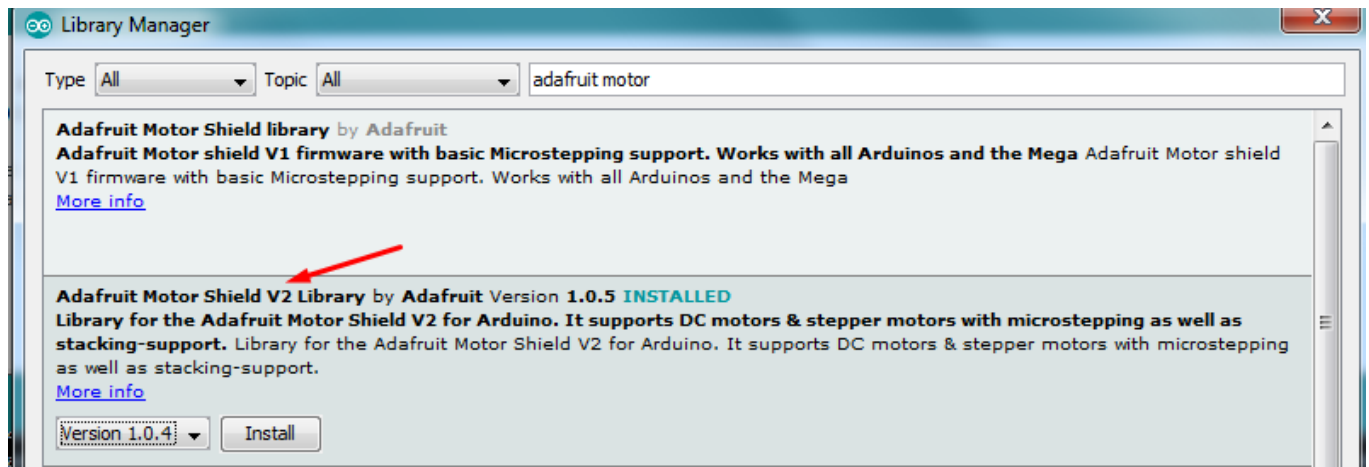 Library Manager
Type All Topic All adafruit motor
Adafruit Motor Shield library by Adafruit
Adafruit Motor shield V1 firmware with basic Microstepping support. Works with all Arduinos and the Mega Adafruit Motor shield
V1 firmware with basic Microstepping support. Works with all Arduinos and the Mega
More info
Adafruit Motor Shield V2 Library by Adafruit Version 1.0.5 INSTALLED
Library for the Adafruit Motor Shield V2 for Arduino. It supports DC motors & stepper motors with microstepping as well as
stacking-support. Library for the Adafruit Motor Shield V2 for Arduino. It supports DC motors & stepper motors with microstepping
as well as stacking-support.
More info
Version 1.0.4 Install